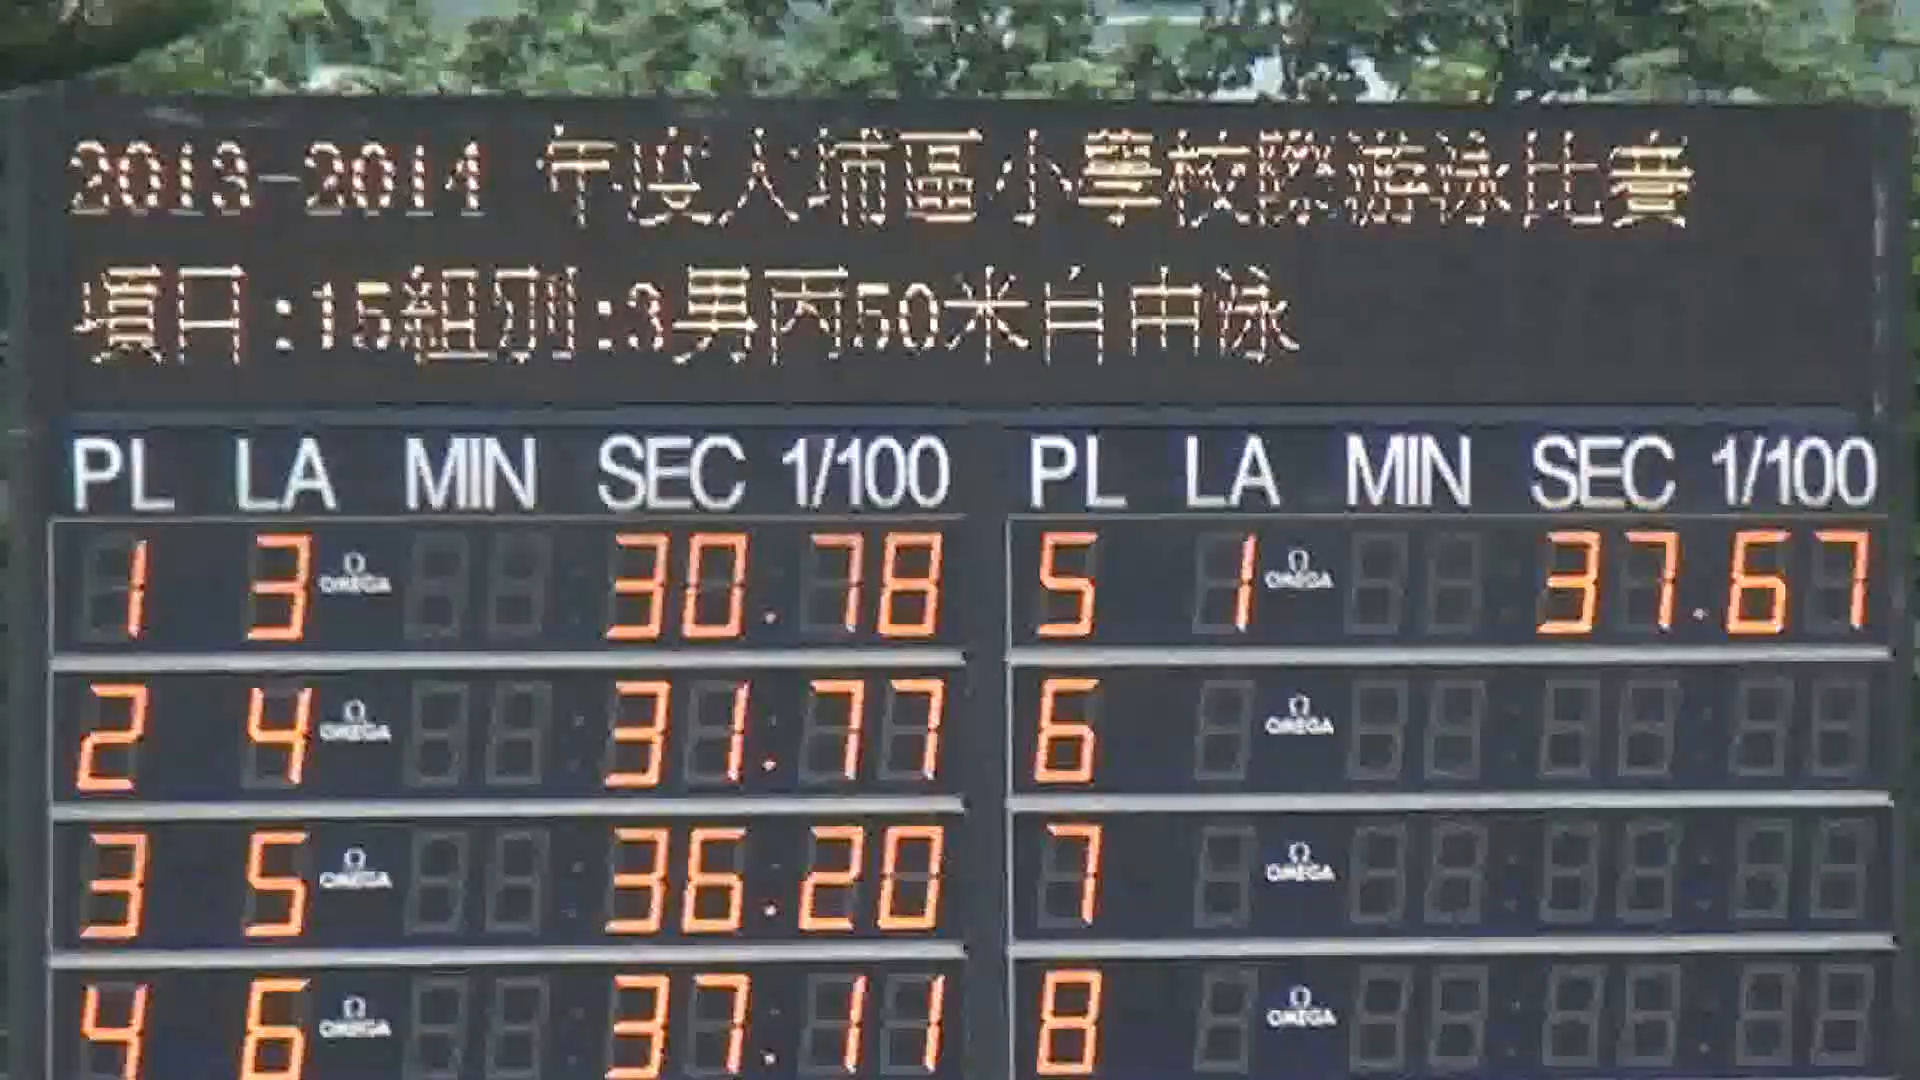 2013-2014 年度大埔區小學校際游泳比賽
項目:15組別:3男丙50米自由泳
PL LA MIN SEC 1/100 PL LA MIN SEC 1/100
1 3 Ω OMEGA 30.78 5 1 Ω OMEGA 37.67
2 4 Ω OMEGA 31.77 6 Ω OMEGA
3 5 Ω OMEGA 36.20 7 Ω OMEGA
4 6 Ω OMEGA 37.11 8 Ω OMEGA